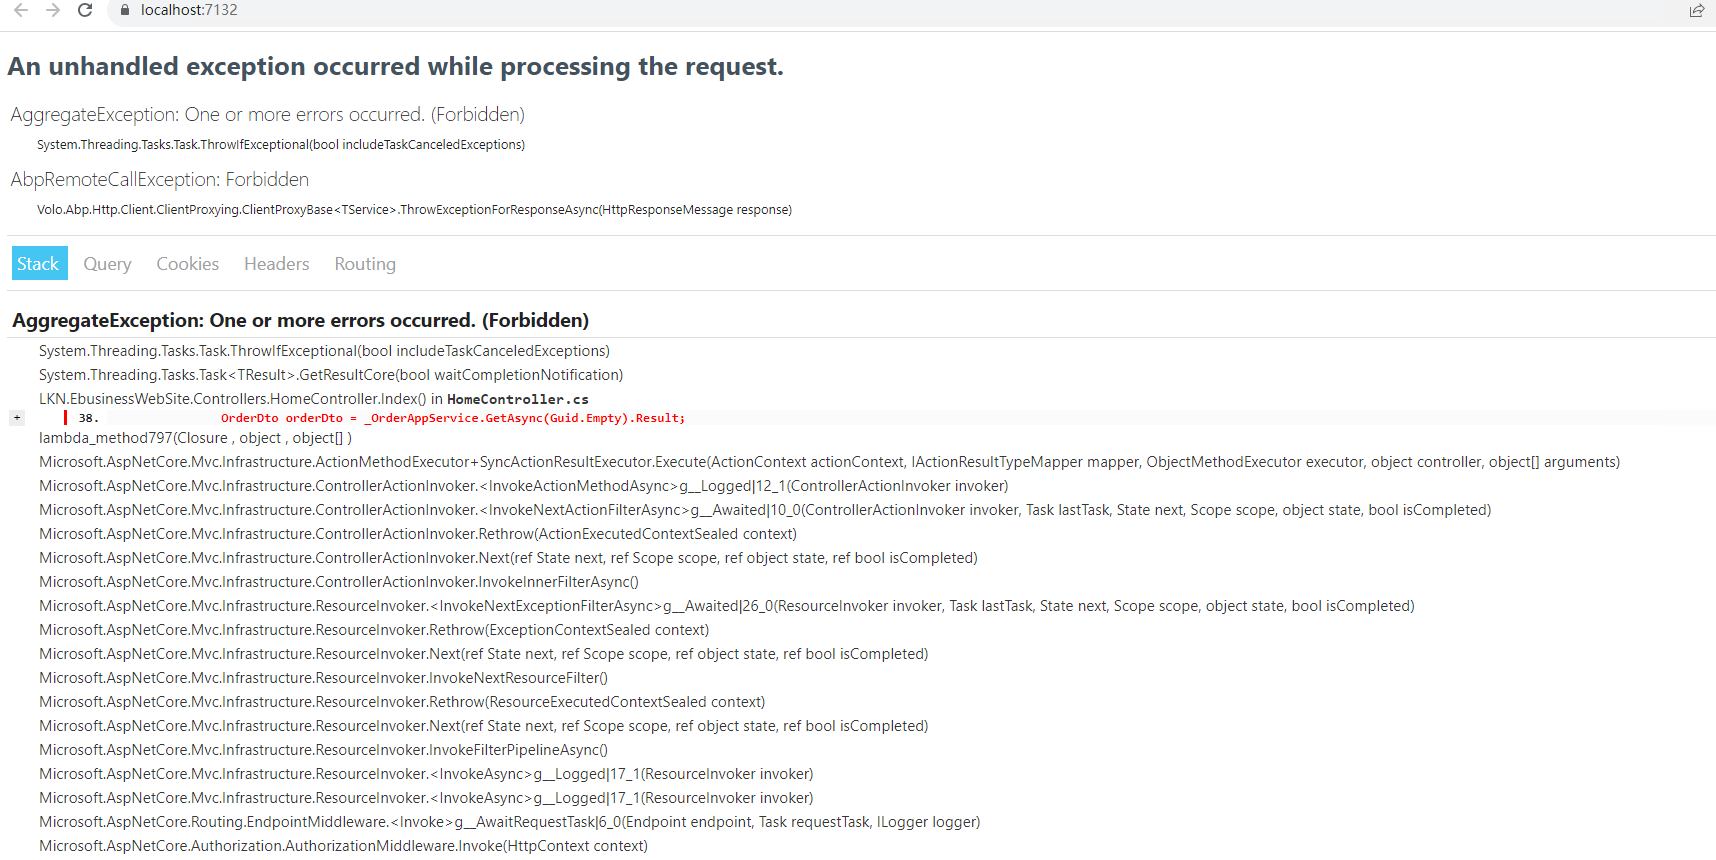 localhost:7132
An unhandled exception occurred while processing the request.
AggregateException: One or more errors occurred. (Forbidden)
System.Threading.Tasks.Task.ThrowIfExceptional(bool includeTaskCanceledExceptions)
AbpRemoteCallException: Forbidden
Volo.Abp.Http.Client.ClientProxying.ClientProxyBase<TService>.ThrowExceptionForResponseAsync(HttpResponseMessage response)
Stack Query Cookies Headers Routing
AggregateException: One or more errors occurred. (Forbidden)
System.Threading.Tasks.Task.ThrowIfExceptional(bool includeTaskCanceledExceptions)
System.Threading.Tasks.Task<TResult>.GetResultCore(bool waitCompletionNotification)
LKN.EbusinessWebSite.Controllers.HomeController.Index() in HomeController.cs
+ 38. OrderDto orderDto = _OrderAppService.GetAsync(Guid.Empty).Result;
lambda_method797(Closure , object , object[] )
Microsoft.AspNetCore.Mvc.Infrastructure.ActionMethodExecutor+SyncActionResultExecutor.Execute(ActionContext actionContext, IActionResultTypeMapper mapper, ObjectMethodExecutor executor, object controller, object[] arguments)
Microsoft.AspNetCore.Mvc.Infrastructure.ControllerActionInvoker.<InvokeActionMethodAsync>g__Logged|12_1(ControllerActionInvoker invoker)
Microsoft.AspNetCore.Mvc.Infrastructure.ControllerActionInvoker.<InvokeNextActionFilterAsync>g__Awaited|10_0(ControllerActionInvoker invoker, Task lastTask, State next, Scope scope, object state, bool isCompleted)
Microsoft.AspNetCore.Mvc.Infrastructure.ControllerActionInvoker.Rethrow(ActionExecutedContextSealed context)
Microsoft.AspNetCore.Mvc.Infrastructure.ControllerActionInvoker.Next(ref State next, ref Scope scope, ref object state, ref bool isCompleted)
Microsoft.AspNetCore.Mvc.Infrastructure.ControllerActionInvoker.InvokeInnerFilterAsync()
Microsoft.AspNetCore.Mvc.Infrastructure.ResourceInvoker.<InvokeNextExceptionFilterAsync>g__Awaited|26_0(ResourceInvoker invoker, Task lastTask, State next, Scope scope, object state, bool isCompleted)
Microsoft.AspNetCore.Mvc.Infrastructure.ResourceInvoker.Rethrow(ExceptionContextSealed context)
Microsoft.AspNetCore.Mvc.Infrastructure.ResourceInvoker.Next(ref State next, ref Scope scope, ref object state, ref bool isCompleted)
Microsoft.AspNetCore.Mvc.Infrastructure.ResourceInvoker.InvokeNextResourceFilter()
Microsoft.AspNetCore.Mvc.Infrastructure.ResourceInvoker.Rethrow(ResourceExecutedContextSealed context)
Microsoft.AspNetCore.Mvc.Infrastructure.ResourceInvoker.Next(ref State next, ref Scope scope, ref object state, ref bool isCompleted)
Microsoft.AspNetCore.Mvc.Infrastructure.ResourceInvoker.InvokeFilterPipelineAsync()
Microsoft.AspNetCore.Mvc.Infrastructure.ResourceInvoker.<InvokeAsync>g__Logged|17_1(ResourceInvoker invoker)
Microsoft.AspNetCore.Mvc.Infrastructure.ResourceInvoker.<InvokeAsync>g__Logged|17_1(ResourceInvoker invoker)
Microsoft.AspNetCore.Routing.EndpointMiddleware.<Invoke>g__AwaitRequestTask|6_0(Endpoint endpoint, Task requestTask, ILogger logger)
Microsoft.AspNetCore.Authorization.AuthorizationMiddleware.Invoke(HttpContext context)